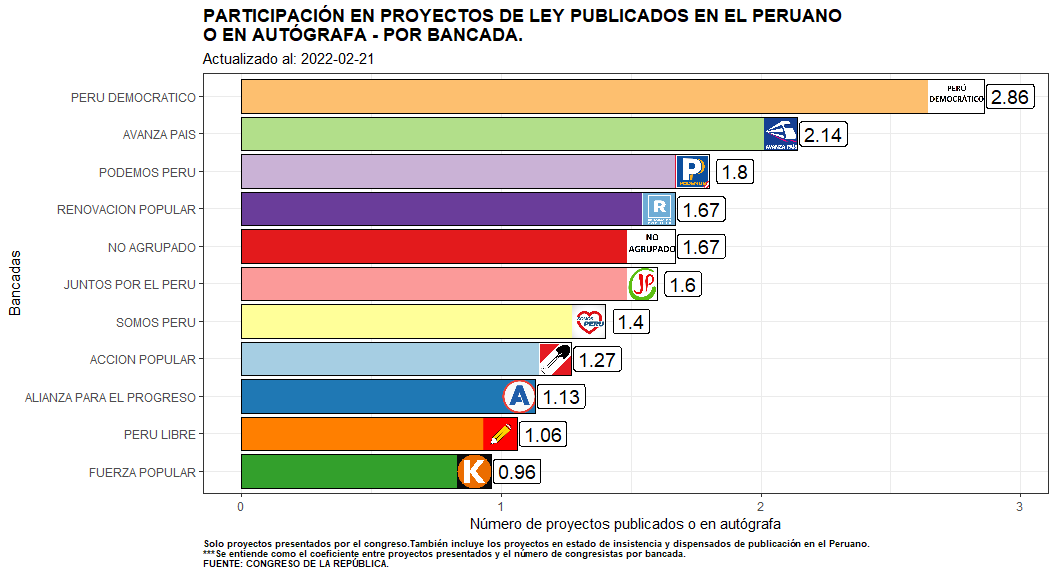 PARTICIPACIÓN EN PROYECTOS DE LEY PUBLICADOS EN EL PERUANO
O EN AUTÓGRAFA - POR BANCADA.
Actualizado al: 2022-02-21
Bancadas
PERU DEMOCRATICO
PERÚ
DEMOCRÁTICO
2.86
AVANZA PAIS
AVANZA PAÍS
2.14
PODEMOS PERU
P
PODEMOS
1.8
RENOVACION POPULAR
R
1.67
NO AGRUPADO
NO
AGRUPADO
1.67
JUNTOS POR EL PERU
JP
1.6
SOMOS PERU
SOMOS
PERU
1.4
ACCION POPULAR
1.27
ALIANZA PARA EL PROGRESO
A
1.13
PERU LIBRE
1.06
FUERZA POPULAR
K
0.96
0
1
2
3
Número de proyectos publicados o en autógrafa
Solo proyectos presentados por el congreso.También incluye los proyectos en estado de insistencia y dispensados de publicación en el Peruano.
***Se entiende como el coeficiente entre proyectos presentados y el número de congresistas por bancada.
FUENTE: CONGRESO DE LA REPÚBLICA.